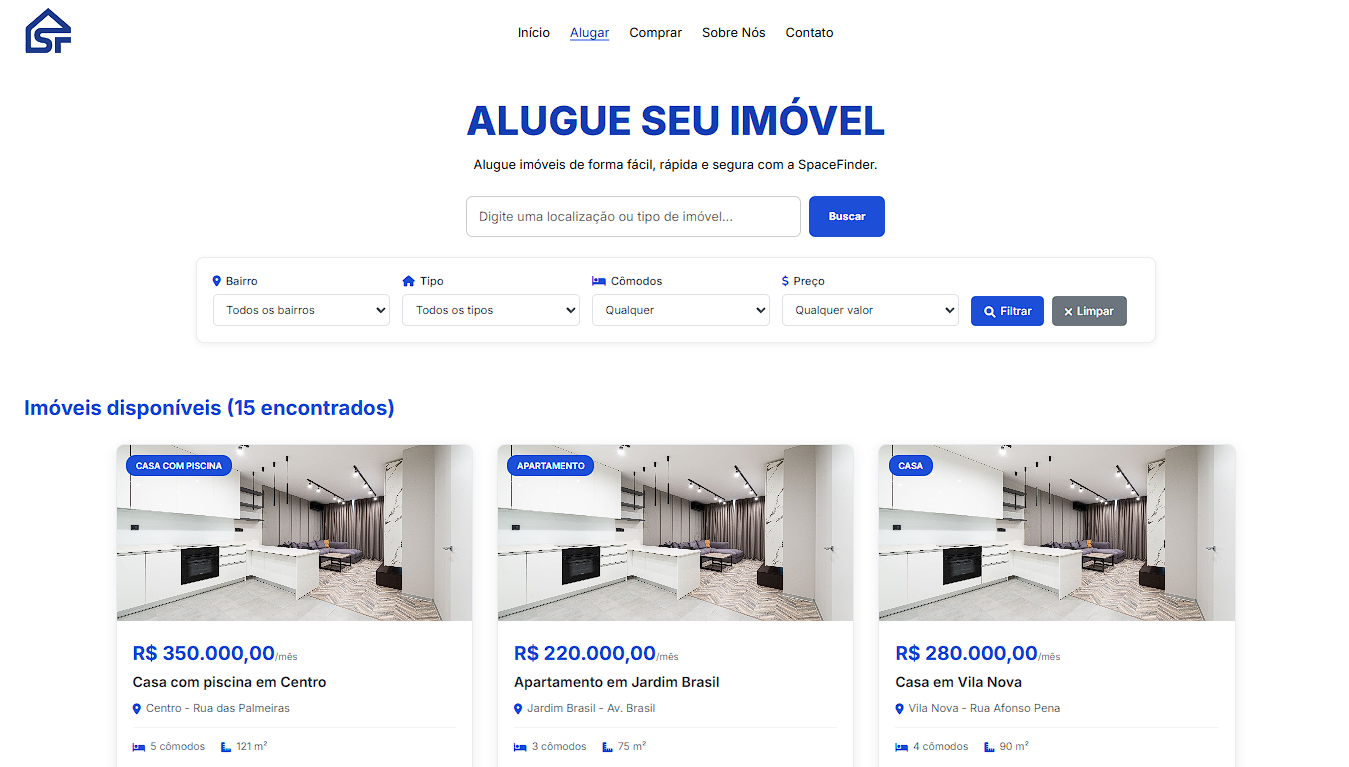 SF
Início Alugar Comprar Sobre Nós Contato
ALUGUE SEU IMÓVEL
Alugue imóveis de forma fácil, rápida e segura com a SpaceFinder.
Digite uma localização ou tipo de imóvel... Buscar
Bairro Tipo Cômodos $ Preço
Todos os bairros Todos os tipos Qualquer Qualquer valor Filtrar × Limpar
Imóveis disponíveis (15 encontrados)
CASA COM PISCINA APARTAMENTO CASA
R$ 350.000,00/mês R$ 220.000,00/mês R$ 280.000,00/mês
Casa com piscina em Centro Apartamento em Jardim Brasil Casa em Vila Nova
Centro - Rua das Palmeiras Jardim Brasil - Av. Brasil Vila Nova - Rua Afonso Pena
5 cômodos 121 m² 3 cômodos 75 m² 4 cômodos 90 m²